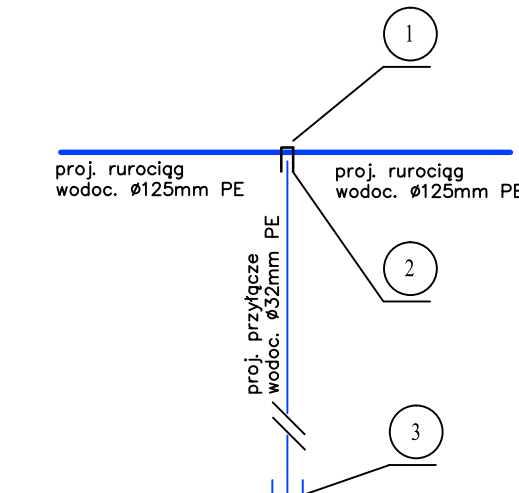 1
proj. rurociąg
wodoc. Ø125mm PE
proj. rurociąg
wodoc. Ø125mm PE
proj. przyłącze
wodoc. Ø32mm PE
2
3